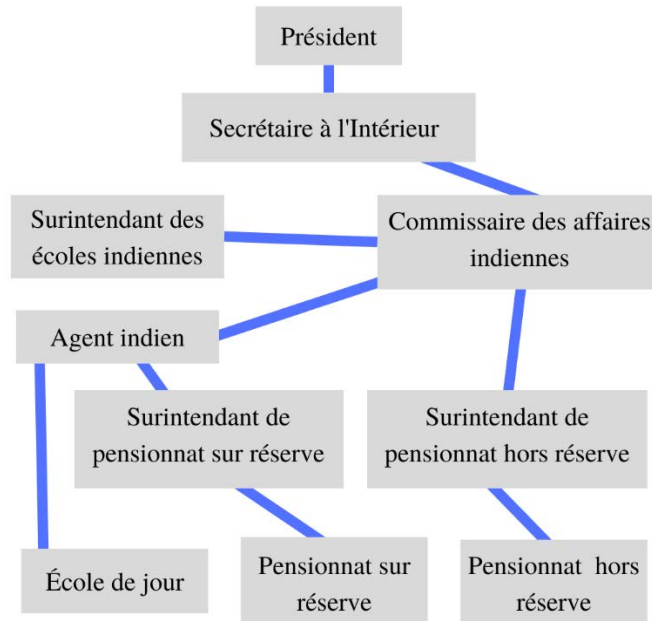 Président
Secrétaire à l'Intérieur
Surintendant des
écoles indiennes
Commissaire des affaires
indiennes
Agent indien
Surintendant de
pensionnat sur réserve
Surintendant de
pensionnat hors réserve
École de jour
Pensionnat sur
réserve
Pensionnat hors
réserve